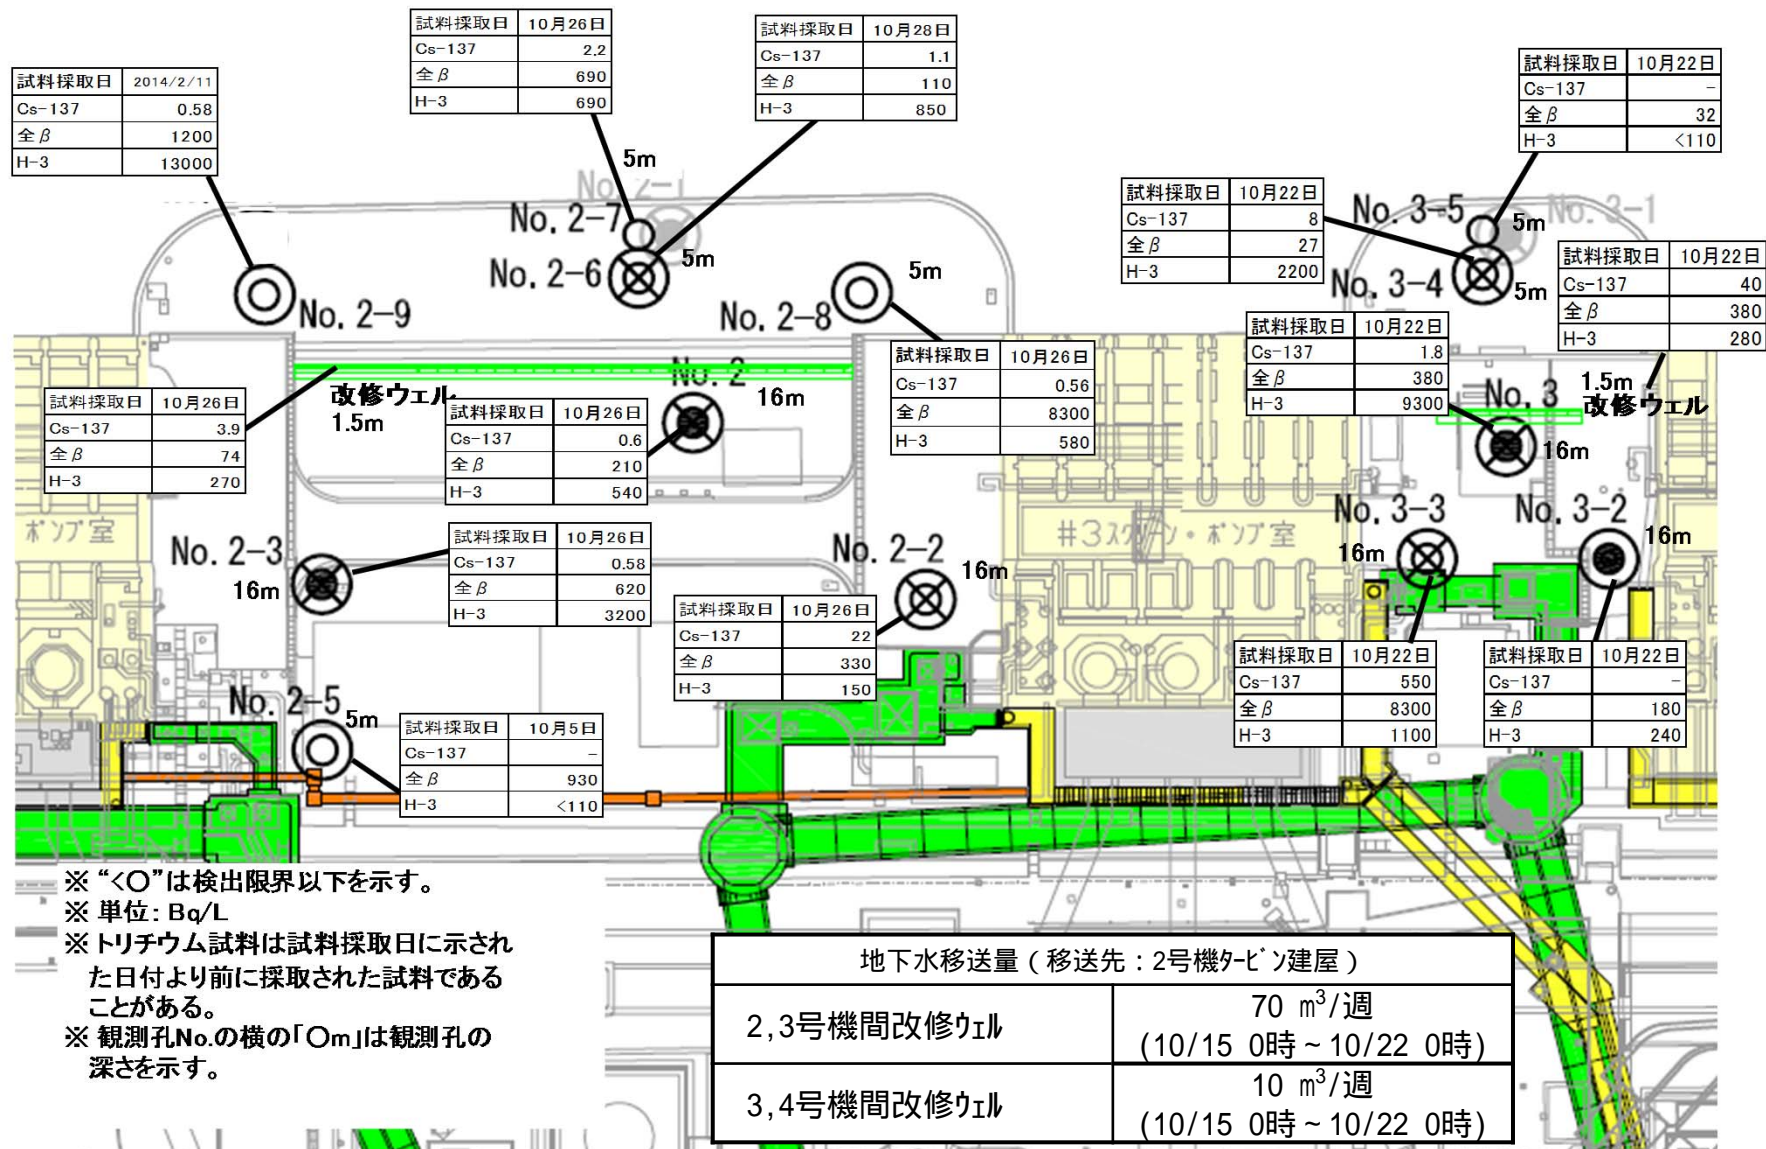 試料採取日 10月26日
Cs-137 2.2
全β 690
H-3 690
試料採取日 10月28日
Cs-137 1.1
全β 110
H-3 850
試料採取日 2014/2/11
Cs-137 0.58
全β 1200
H-3 13000
試料採取日 10月22日
Cs-137 -
全β 32
H-3 <110
5m
No. 2-1
No. 2-7
No. 2-6
5m
5m
No. 2-9
No. 2-8
試料採取日 10月22日
Cs-137 8
全β 27
H-3 2200
No. 3-5
5m
No. 3-1
No. 3-4
5m
試料採取日 10月22日
Cs-137 40
全β 380
H-3 280
試料採取日 10月22日
Cs-137 1.8
全β 380
H-3 9300
試料採取日 10月26日
Cs-137 0.56
全β 8300
H-3 580
試料採取日 10月26日
Cs-137 3.9
全β 74
H-3 270
改修ウェル
1.5m
No. 2
16m
試料採取日 10月26日
Cs-137 0.6
全β 210
H-3 540
No. 3
1.5m
改修ウェル
16m
ポンプ室
No. 2-3
16m
試料採取日 10月26日
Cs-137 0.58
全β 620
H-3 3200
No. 2-2
16m
#3スクリーン・ポンプ室
No. 3-3
16m
No. 3-2
16m
試料採取日 10月26日
Cs-137 22
全β 330
H-3 150
試料採取日 10月22日
Cs-137 550
全β 8300
H-3 1100
試料採取日 10月22日
Cs-137 -
全β 180
H-3 240
No. 2-5
5m
試料採取日 10月5日
Cs-137 -
全β 930
H-3 <110
※ “<〇”は検出限界以下を示す。
※ 単位: Bq/L
※ トリチウム試料は試料採取日に示され
た日付より前に採取された試料である
ことがある。
※ 観測孔No.の横の「〇m」は観測孔の
深さを示す。
地下水移送量(移送先:2号機ﾀｰﾋﾞﾝ建屋)
2,3号機間改修ｳｪﾙ 70 m³/週
(10/15 0時 ~ 10/22 0時)
3,4号機間改修ｳｪﾙ 10 m³/週
(10/15 0時 ~ 10/22 0時)